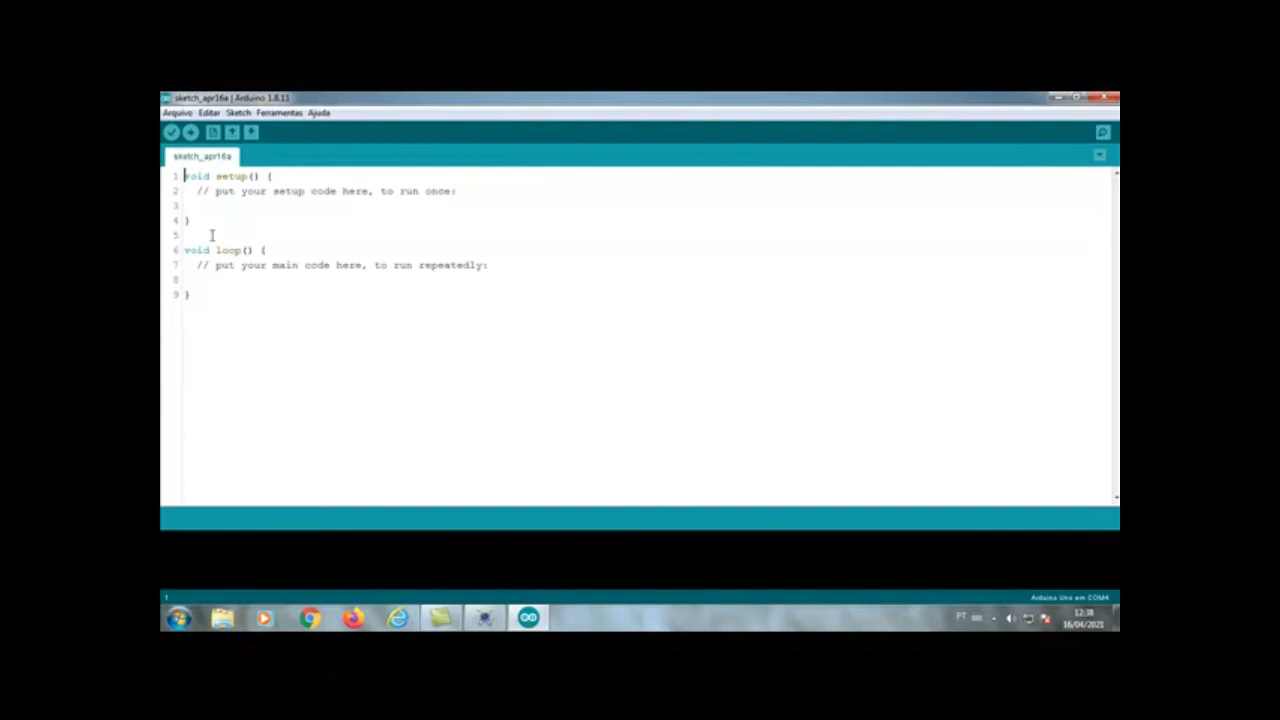 sketch_apr16a | Arduino 1.8.11
Arquivo Editar Sketch Ferramentas Ajuda
sketch_apr16a
1 void setup() {
2 // put your setup code here, to run once:
3
4 }
5
6 void loop() {
7 // put your main code here, to run repeatedly:
8
9 }
1 Arduino Uno em COM4
PT 12:38
16/04/2021